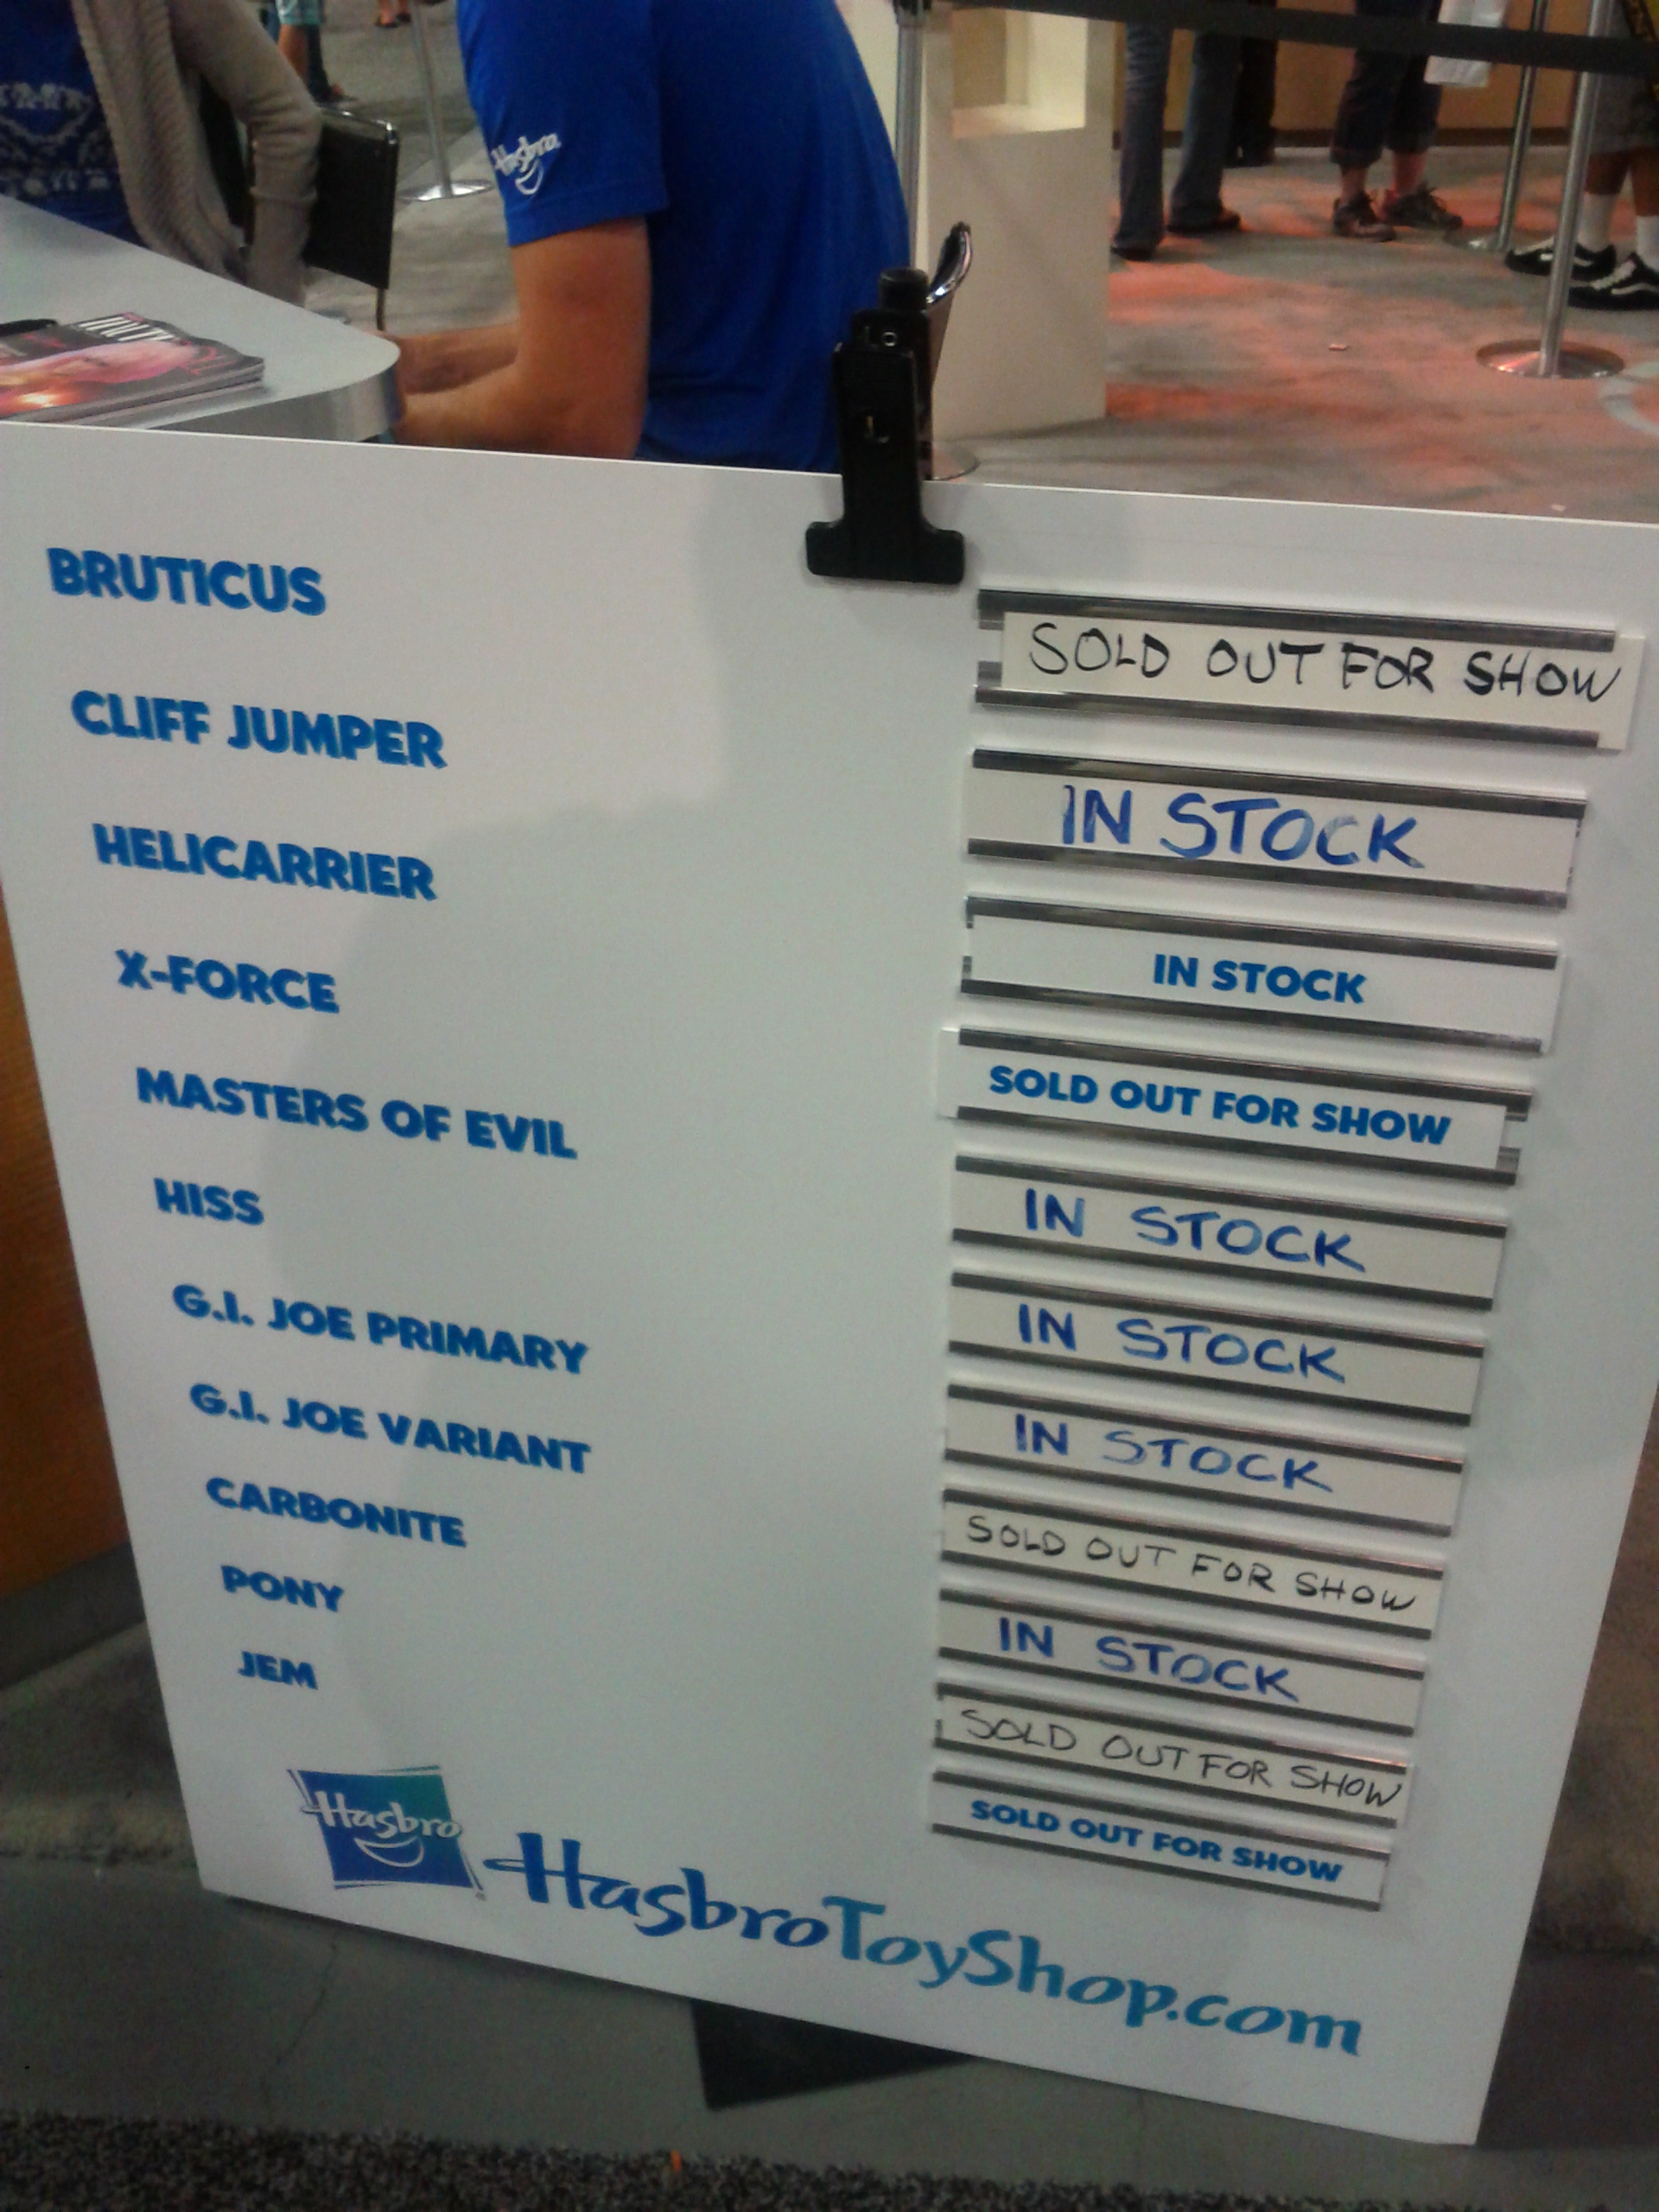 Hasbro
BRUTICUS SOLD OUT FOR SHOW
CLIFF JUMPER IN STOCK
HELICARRIER IN STOCK
X-FORCE SOLD OUT FOR SHOW
MASTERS OF EVIL IN STOCK
HISS IN STOCK
G.I. JOE PRIMARY IN STOCK
G.I. JOE VARIANT SOLD OUT FOR SHOW
CARBONITE IN STOCK
PONY SOLD OUT FOR SHOW
JEM SOLD OUT FOR SHOW
Hasbro
HasbroToyShop.com